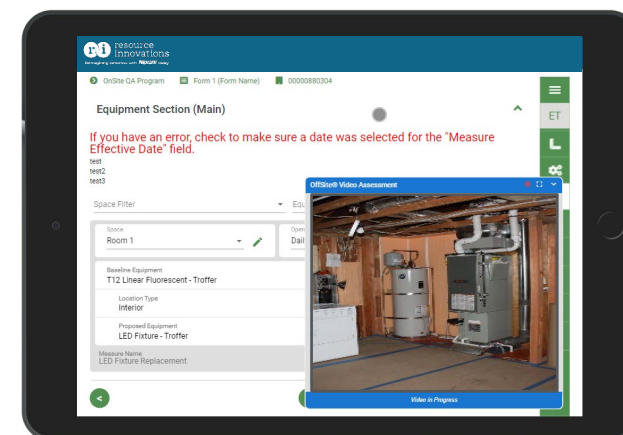 ri resource
innovations
OnSite QA Program Form 1 (Form Name) 00000880304
Equipment Section (Main)
ET
If you have an error, check to make sure a date was selected for the "Measure
Effective Date" field.
test
test2
test3
Space Filter
Space
Room 1
Baseline Equipment
T12 Linear Fluorescent - Troffer
Location Type
Interior
Proposed Equipment
LED Fixture - Troffer
Measure Name
LED Fixture Replacement
OffSite® Video Assessment
Video in Progress